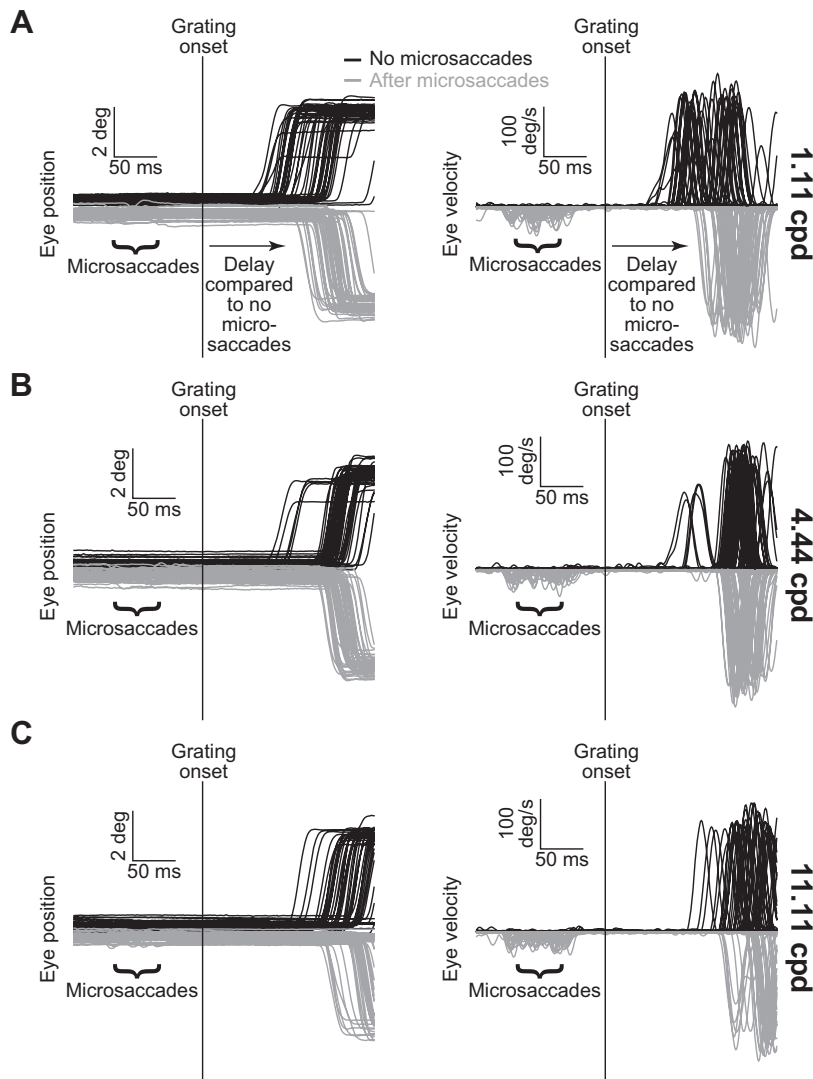 A
Grating
onset
Grating
onset
No microsaccades
After microsaccades
2 deg
50 ms
100
deg/s
50 ms
Eye position
Eye velocity
1.11 cpd
Microsaccades
Delay
compared
to no
micro-
saccades
Microsaccades
Delay
compared
to no
micro-
saccades
B
Grating
onset
Grating
onset
2 deg
50 ms
100
deg/s
50 ms
Eye position
Eye velocity
4.44 cpd
Microsaccades
Microsaccades
C
Grating
onset
Grating
onset
2 deg
50 ms
100
deg/s
50 ms
Eye position
Eye velocity
11.11 cpd
Microsaccades
Microsaccades